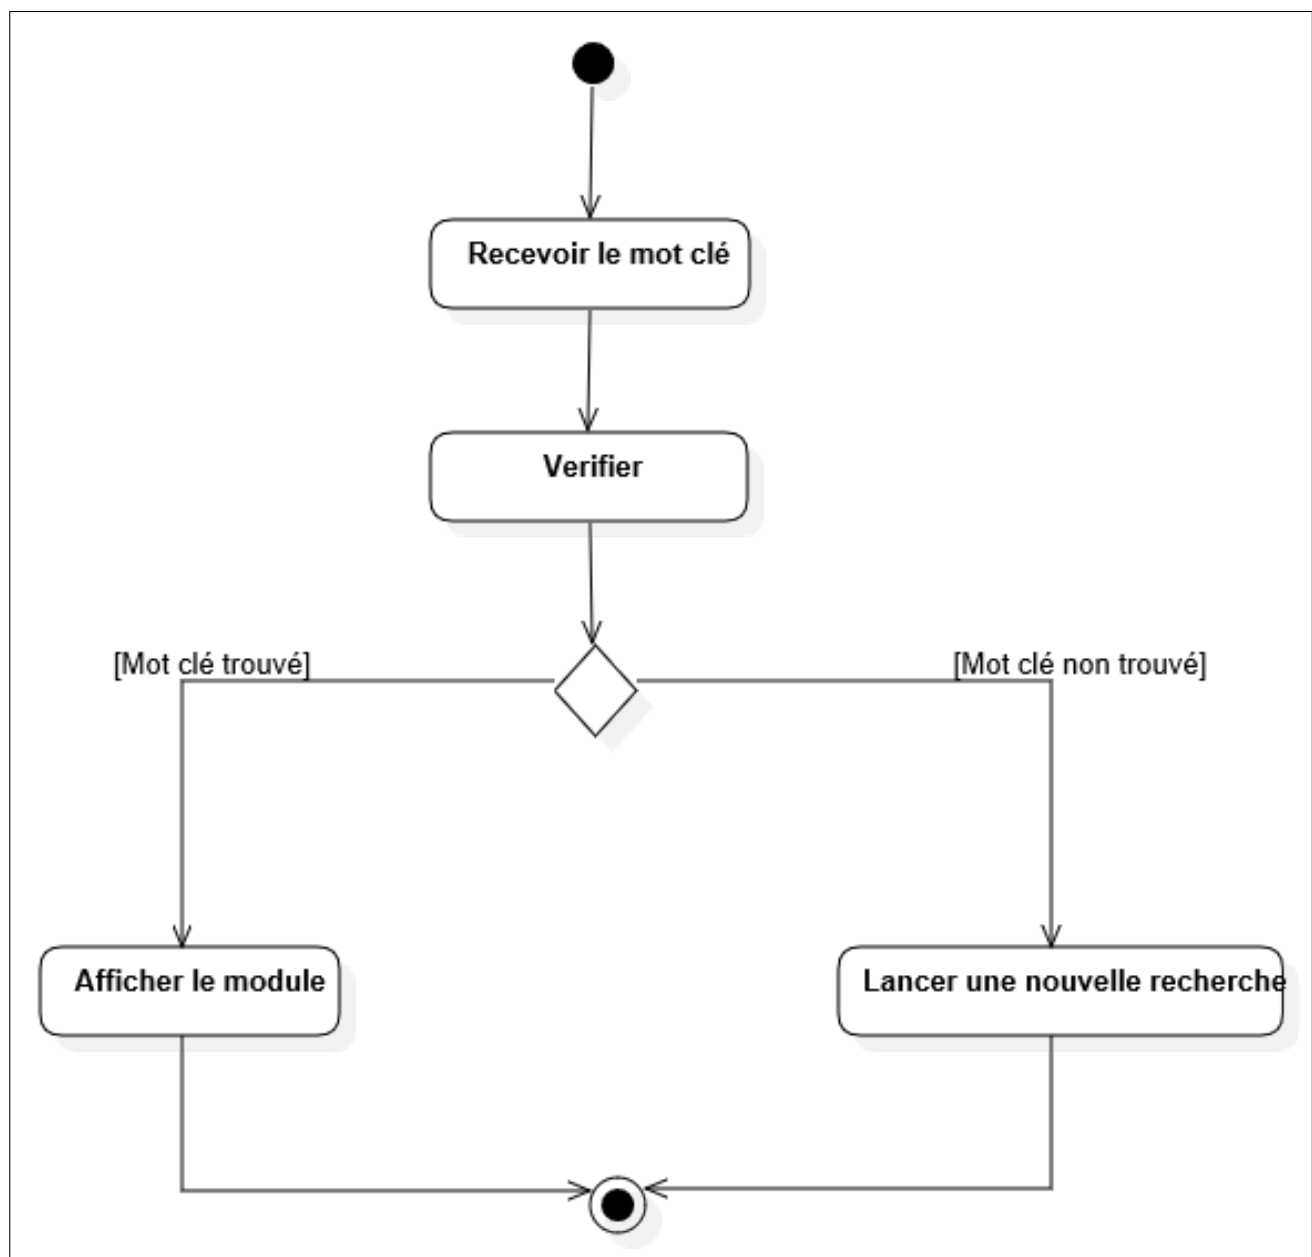 Recevoir le mot clé
Verifier
[Mot clé trouvé]
[Mot clé non trouvé]
Afficher le module
Lancer une nouvelle recherche